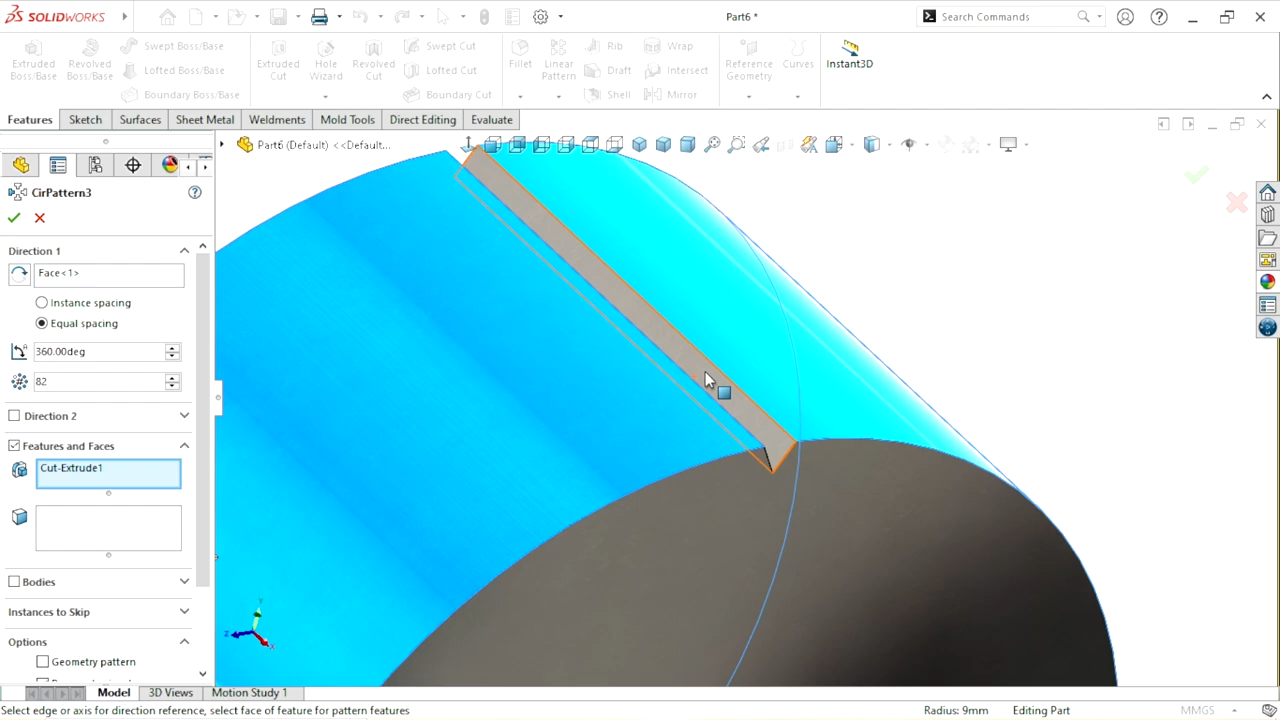 SOLIDWORKS
Part6 *
Search Commands
Extruded Boss/Base
Revolved Boss/Base
Swept Boss/Base
Lofted Boss/Base
Boundary Boss/Base
Extruded Cut
Hole Wizard
Revolved Cut
Swept Cut
Lofted Cut
Boundary Cut
Fillet
Linear Pattern
Rib
Draft
Shell
Wrap
Intersect
Mirror
Reference Geometry
Curves
Instant3D
Features
Sketch
Surfaces
Sheet Metal
Weldments
Mold Tools
Direct Editing
Evaluate
Part6 (Default) <<Default...
CirPattern3
Direction 1
Face<1>
Instance spacing
Equal spacing
360.00deg
82
Direction 2
Features and Faces
Cut-Extrude1
Bodies
Instances to Skip
Options
Geometry pattern
Y
Z
X
Model
3D Views
Motion Study 1
Select edge or axis for direction reference, select face of feature for pattern features
Radius: 9mm
Editing Part
MMGS